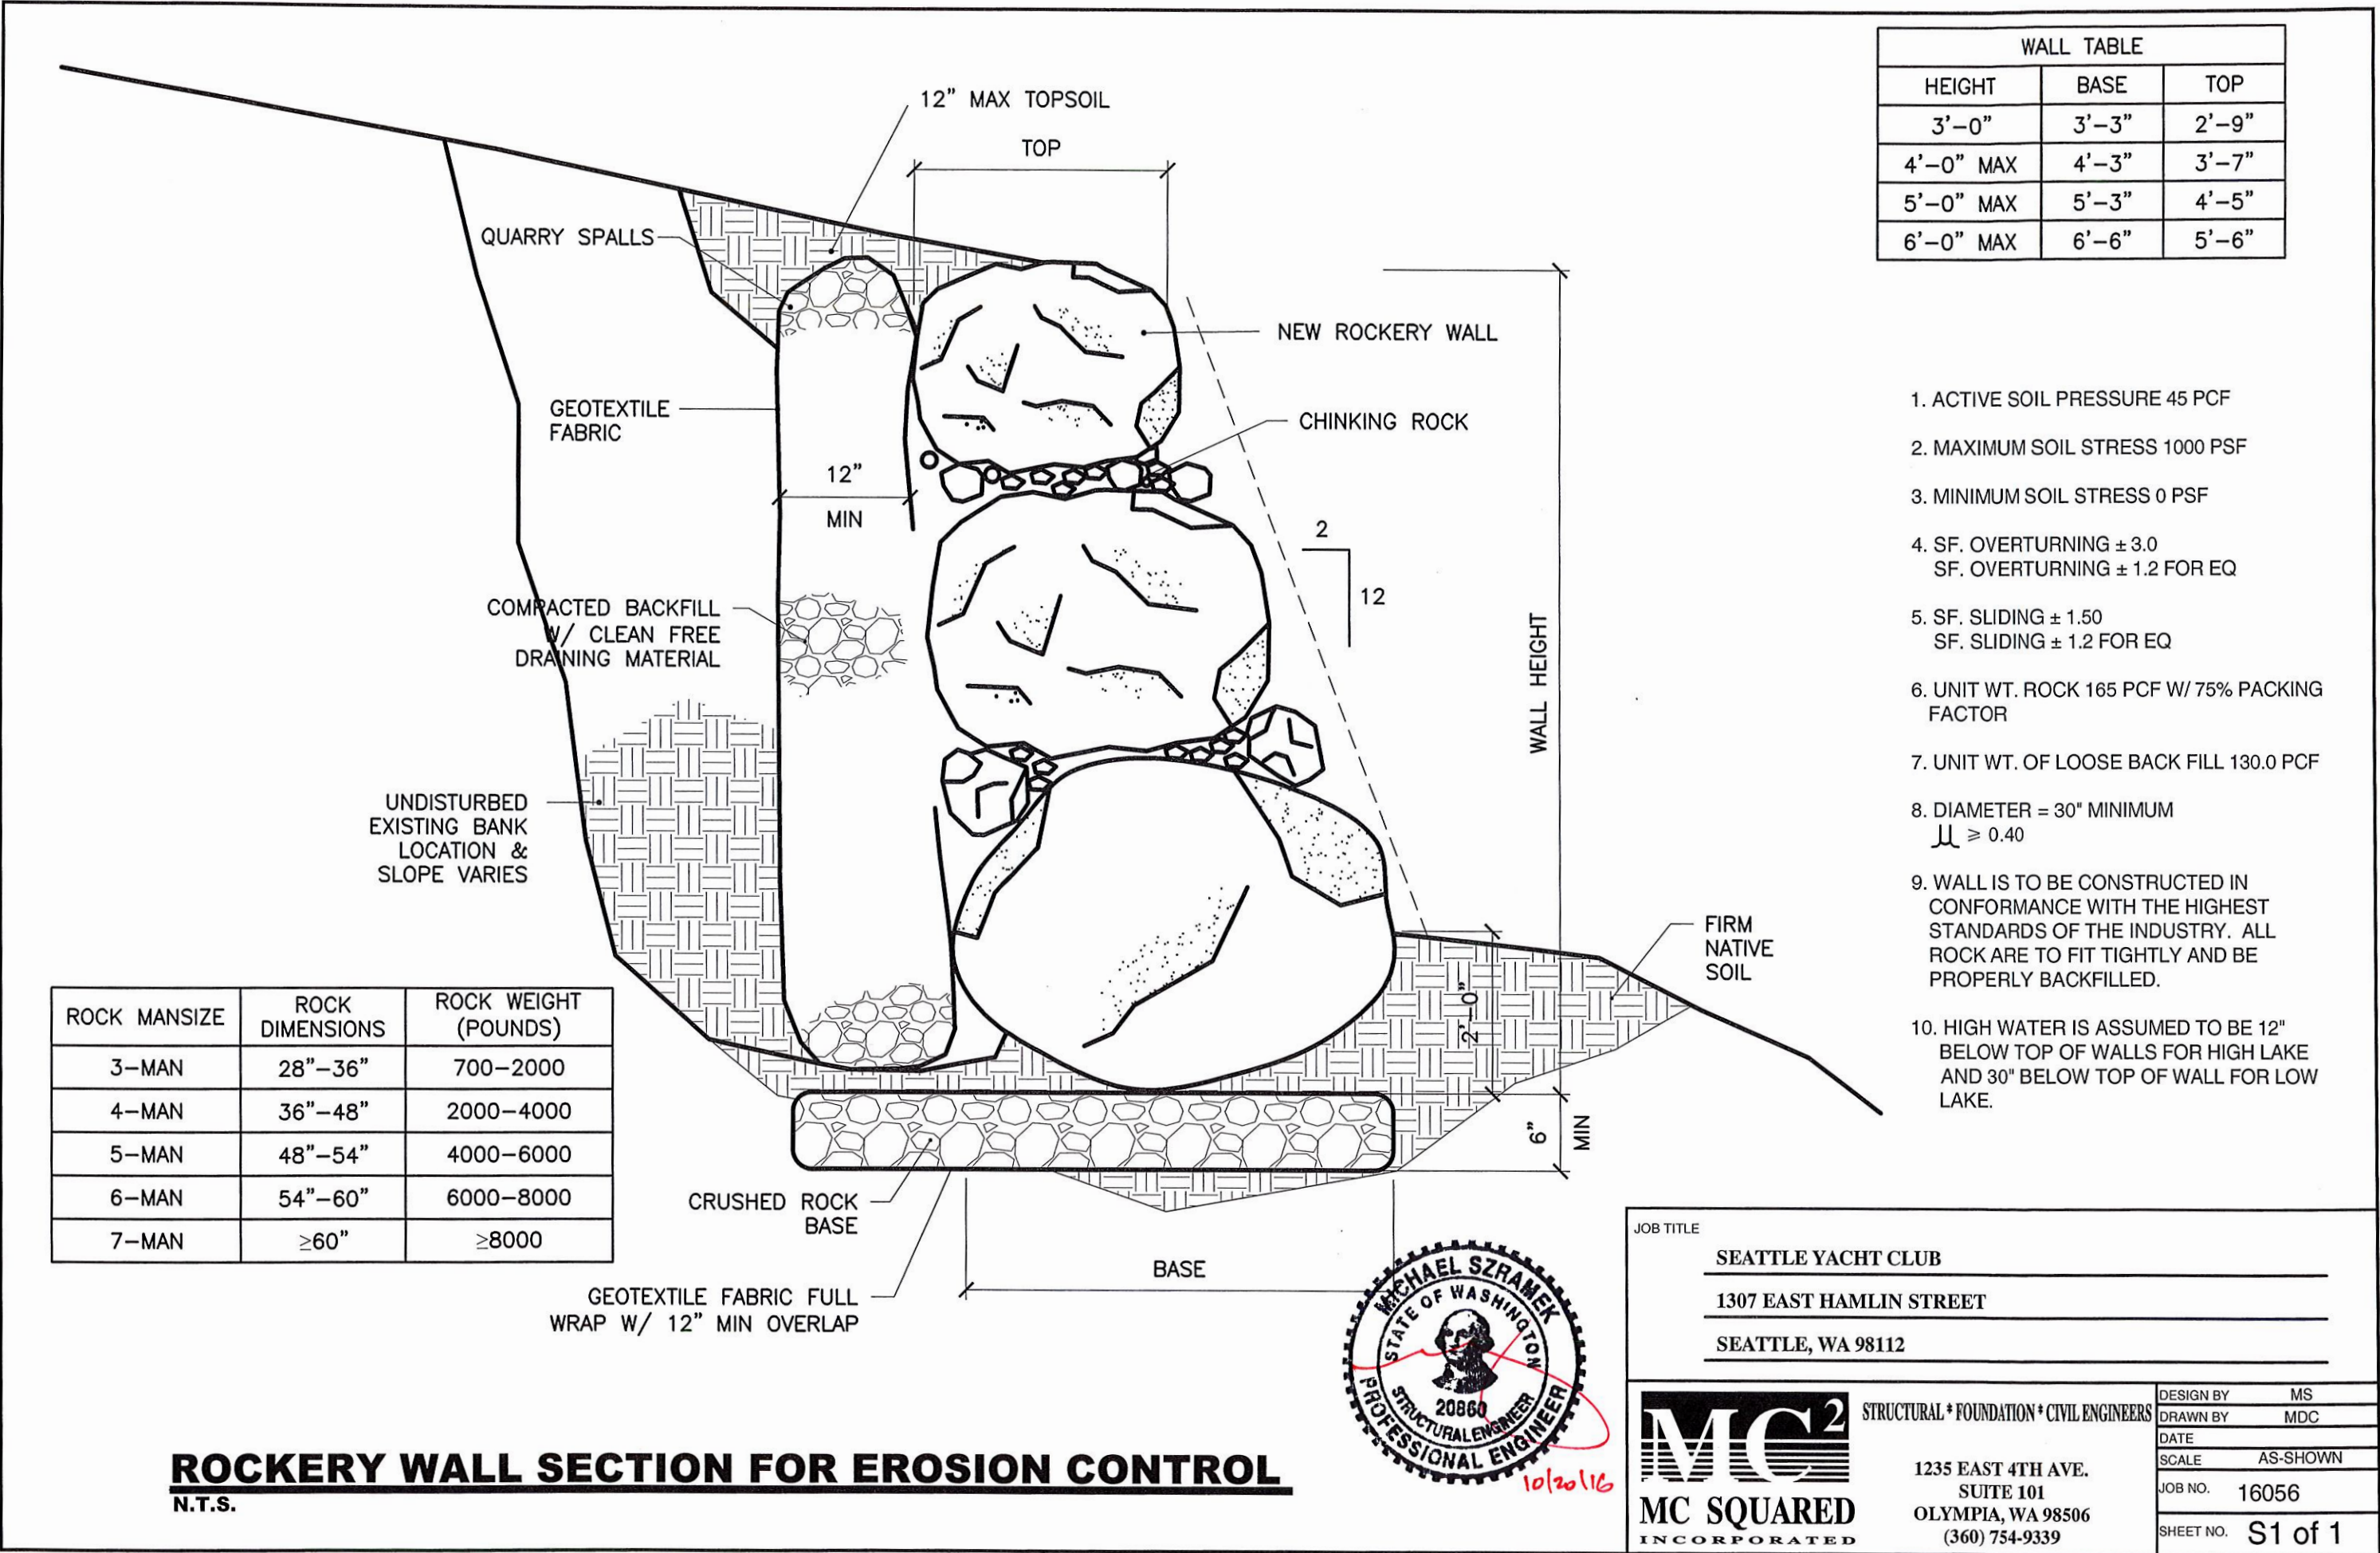 12" MAX TOPSOIL
TOP
QUARRY SPALLS
NEW ROCKERY WALL
GEOTEXTILE
FABRIC
CHINKING ROCK
12"
MIN
2
12
COMPACTED BACKFILL
W/ CLEAN FREE
DRAINING MATERIAL
WALL HEIGHT
UNDISTURBED
EXISTING BANK
LOCATION &
SLOPE VARIES
FIRM
NATIVE
SOIL
2'-0"
6"
MIN
CRUSHED ROCK
BASE
BASE
GEOTEXTILE FABRIC FULL
WRAP W/ 12" MIN OVERLAP
WALL TABLE
HEIGHT BASE TOP
3'-0" 3'-3" 2'-9"
4'-0" MAX 4'-3" 3'-7"
5'-0" MAX 5'-3" 4'-5"
6'-0" MAX 6'-6" 5'-6"
1. ACTIVE SOIL PRESSURE 45 PCF
2. MAXIMUM SOIL STRESS 1000 PSF
3. MINIMUM SOIL STRESS 0 PSF
4. SF. OVERTURNING ± 3.0
SF. OVERTURNING ± 1.2 FOR EQ
5. SF. SLIDING ± 1.50
SF. SLIDING ± 1.2 FOR EQ
6. UNIT WT. ROCK 165 PCF W/ 75% PACKING
FACTOR
7. UNIT WT. OF LOOSE BACK FILL 130.0 PCF
8. DIAMETER = 30" MINIMUM
μ ≥ 0.40
9. WALL IS TO BE CONSTRUCTED IN
CONFORMANCE WITH THE HIGHEST
STANDARDS OF THE INDUSTRY. ALL
ROCK ARE TO FIT TIGHTLY AND BE
PROPERLY BACKFILLED.
10. HIGH WATER IS ASSUMED TO BE 12"
BELOW TOP OF WALLS FOR HIGH LAKE
AND 30" BELOW TOP OF WALL FOR LOW
LAKE.
ROCK MANSIZE ROCK DIMENSIONS ROCK WEIGHT (POUNDS)
3-MAN 28"-36" 700-2000
4-MAN 36"-48" 2000-4000
5-MAN 48"-54" 4000-6000
6-MAN 54"-60" 6000-8000
7-MAN ≥60" ≥8000
ROCKERY WALL SECTION FOR EROSION CONTROL
N.T.S.
MICHAEL SZRAMEK
STATE OF WASHINGTON
20860
STRUCTURAL ENGINEER
PROFESSIONAL ENGINEER
10/20/16
JOB TITLE
SEATTLE YACHT CLUB
1307 EAST HAMLIN STREET
SEATTLE, WA 98112
MC²
MC SQUARED
INCORPORATED
STRUCTURAL * FOUNDATION * CIVIL ENGINEERS
1235 EAST 4TH AVE.
SUITE 101
OLYMPIA, WA 98506
(360) 754-9339
DESIGN BY MS
DRAWN BY MDC
DATE
SCALE AS-SHOWN
JOB NO. 16056
SHEET NO. S1 of 1